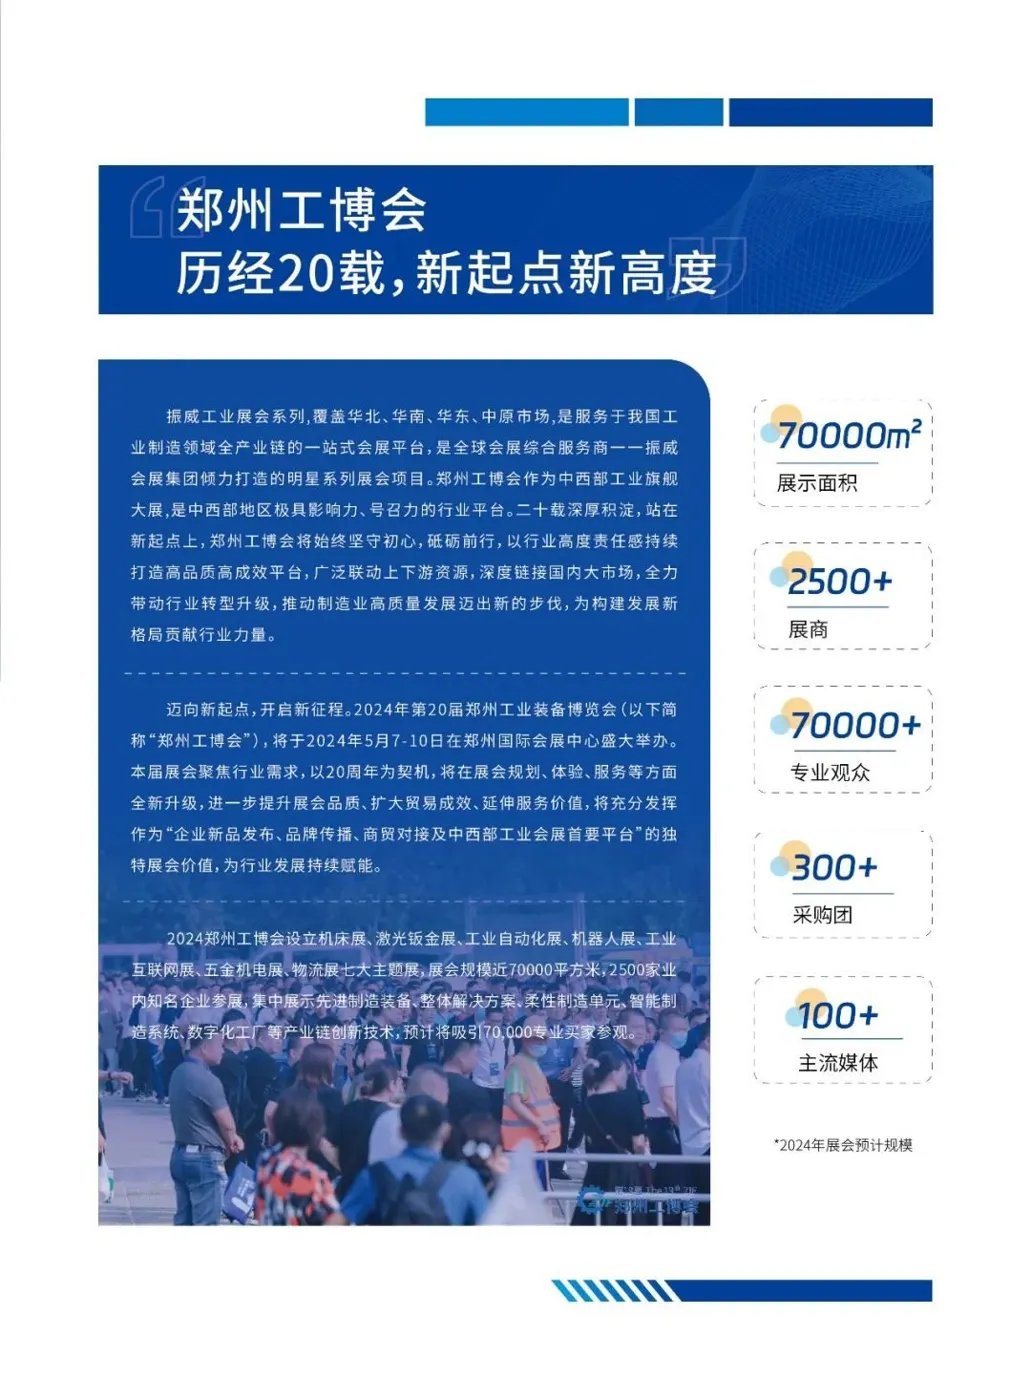 郑州工博会
历经20载，新起点新高度
振威工业展会系列,覆盖华北、华南、华东、中原市场,是服务于我国工
业制造领域全产业链的一站式会展平台，是全球会展综合服务商一一振威
会展集团倾力打造的明星系列展会项目。郑州工博会作为中西部工业旗舰
大展,是中西部地区极具影响力、号召力的行业平台。二十载深厚积淀，站在
新起点上，郑州工博会将始终坚守初心，砥砺前行，以行业高度责任感持续
打造高品质高成效平台，广泛联动上下游资源，深度链接国内大市场，全力
带动行业转型升级，推动制造业高质量发展迈出新的步伐，为构建发展新
格局贡献行业力量。
迈向新起点，开启新征程。2024年第20届郑州工业装备博览会（以下简
称“郑州工博会”），将于2024年5月7-10日在郑州国际会展中心盛大举办。
本届展会聚焦行业需求，以20周年为契机，将在展会规划、体验、服务等方面
全新升级，进一步提升展会品质、扩大贸易成效、延伸服务价值，将充分发挥
作为“企业新品发布、品牌传播、商贸对接及中西部工业会展首要平台”的独
特展会价值，为行业发展持续赋能。
2024郑州工博会设立机床展、激光钣金展、工业自动化展、机器人展、工业
互联网展、五金机电展、物流展七大主题展，展会规模近70000平方米，2500家业
内知名企业参展，集中展示先进制造装备、整体解决方案、柔性制造单元、智能制
造系统、数字化工厂等产业链创新技术，预计将吸引70,000专业买家参观。
郑州工博会
70000m²
展示面积
2500+
展商
70000+
专业观众
300+
采购团
100+
主流媒体
*2024年展会预计规模